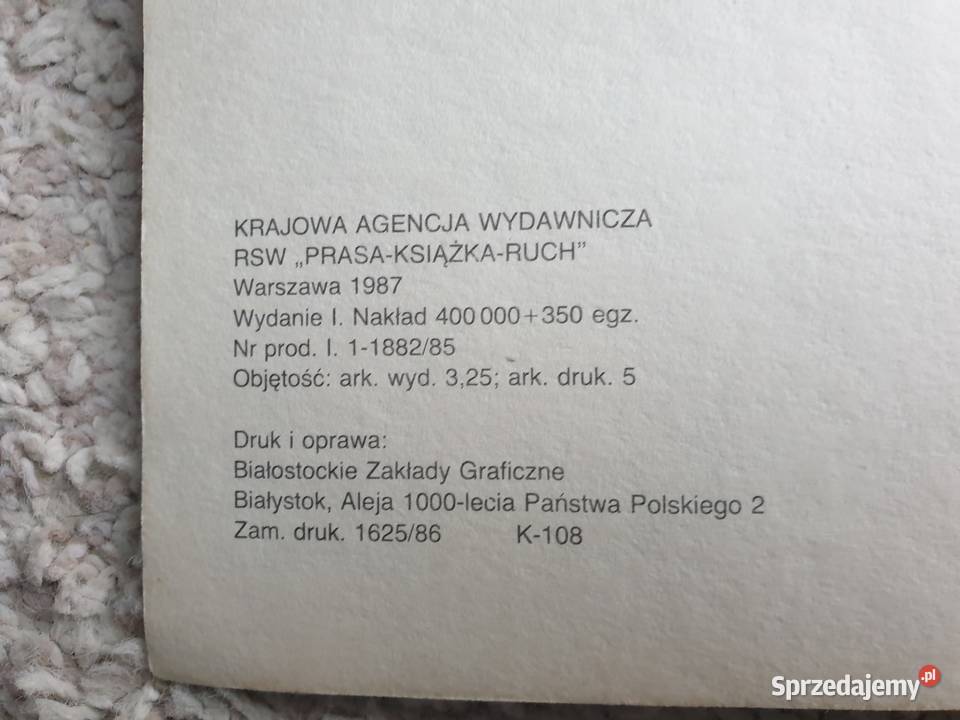 KRAJOWA AGENCJA WYDAWNICZA
RSW „PRASA-KSIĄŻKA-RUCH”
Warszawa 1987
Wydanie I. Nakład 400 000+350 egz.
Nr prod. I. 1-1882/85
Objętość: ark. wyd. 3,25; ark. druk. 5
Druk i oprawa:
Białostockie Zakłady Graficzne
Białystok, Aleja 1000-lecia Państwa Polskiego 2
Zam. druk. 1625/86 K-108
Sprzedajemy.pl